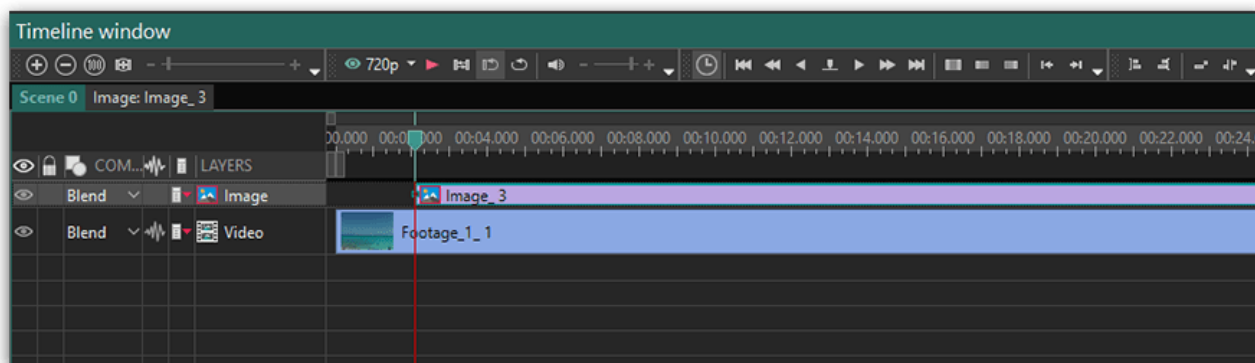 Timeline window
720p
Scene 0 Image: Image_ 3
00.000 00:04.000 00:06.000 00:08.000 00:10.000 00:12.000 00:14.000 00:16.000 00:18.000 00:20.000 00:22.000 00:24.
COM... LAYERS
Blend Image Image_ 3
Blend Video Footage_1_ 1